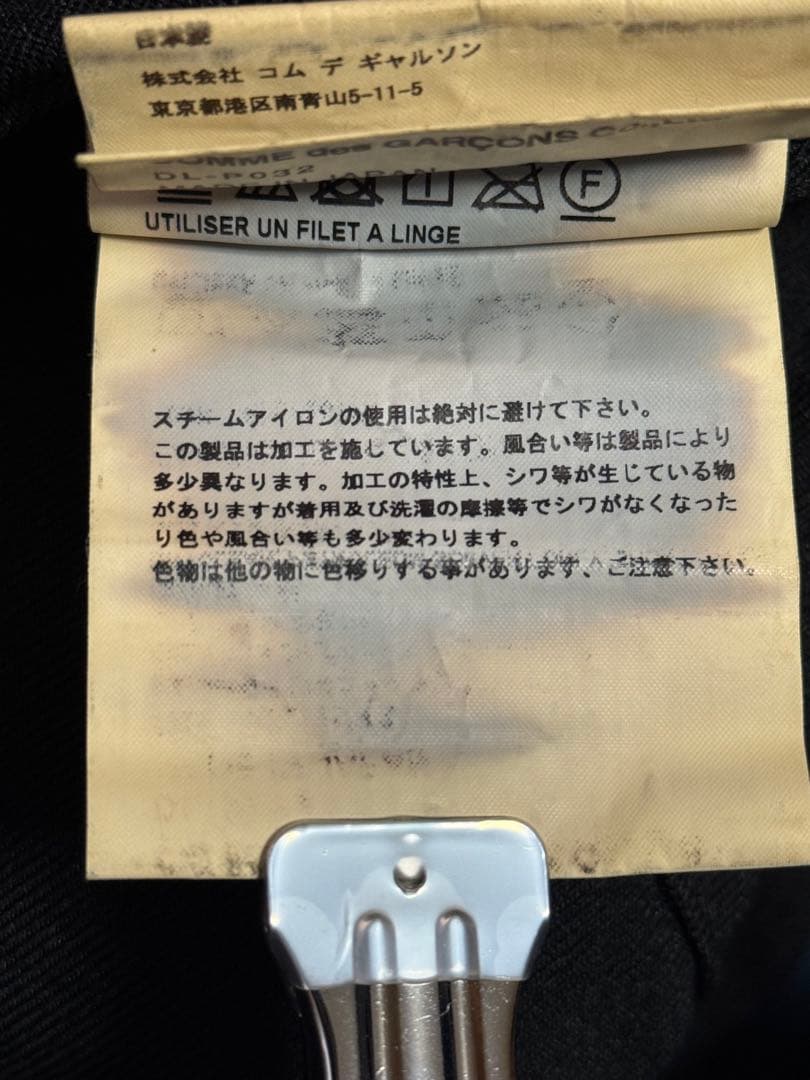 日本製
株式会社 コム デ ギャルソン
東京都港区南青山5-11-5
COMME des GARÇONS
DL-P032
MADE IN JAPAN
F
UTILISER UN FILET A LINGE
スチームアイロンの使用は絶対に避けて下さい。
この製品は加工を施しています。風合い等は製品により
多少異なります。加工の特性上、シワ等が生じている物
がありますが着用及び洗濯の摩擦等でシワがなくなった
り色や風合い等も多少変わります。
色物は他の物に色移りする事があります、ご注意下さい。